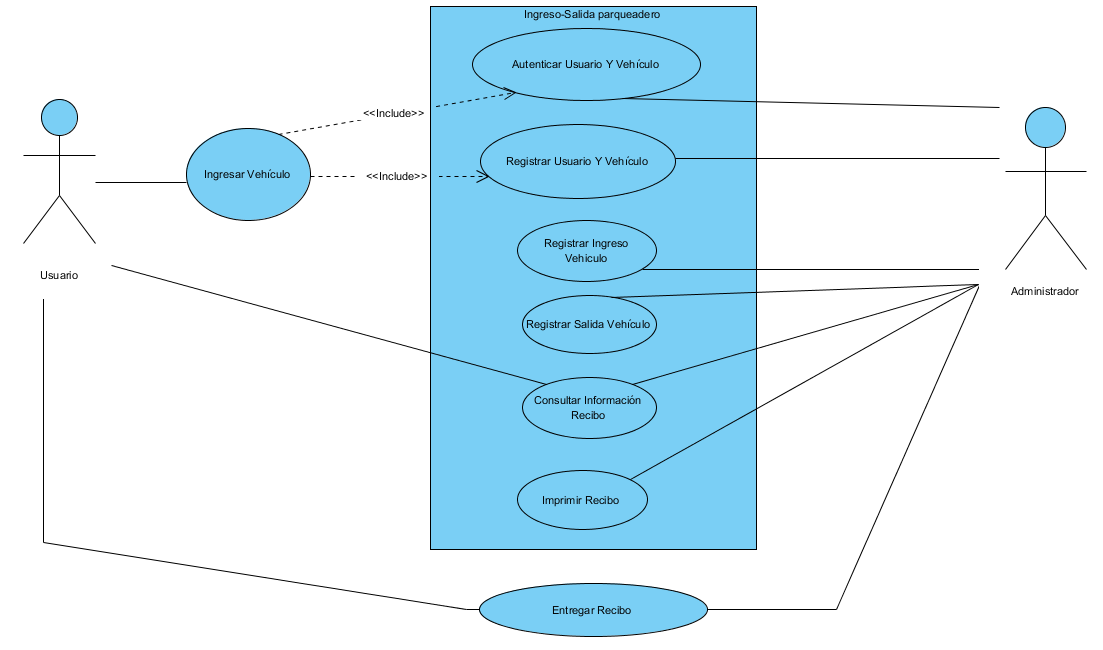 Ingreso-Salida parqueadero
Autenticar Usuario Y Vehículo
<<Include>>
Registrar Usuario Y Vehículo
Ingresar Vehículo
<<Include>>
Registrar Ingreso
Vehiculo
Usuario
Administrador
Registrar Salida Vehículo
Consultar Información
Recibo
Imprimir Recibo
Entregar Recibo